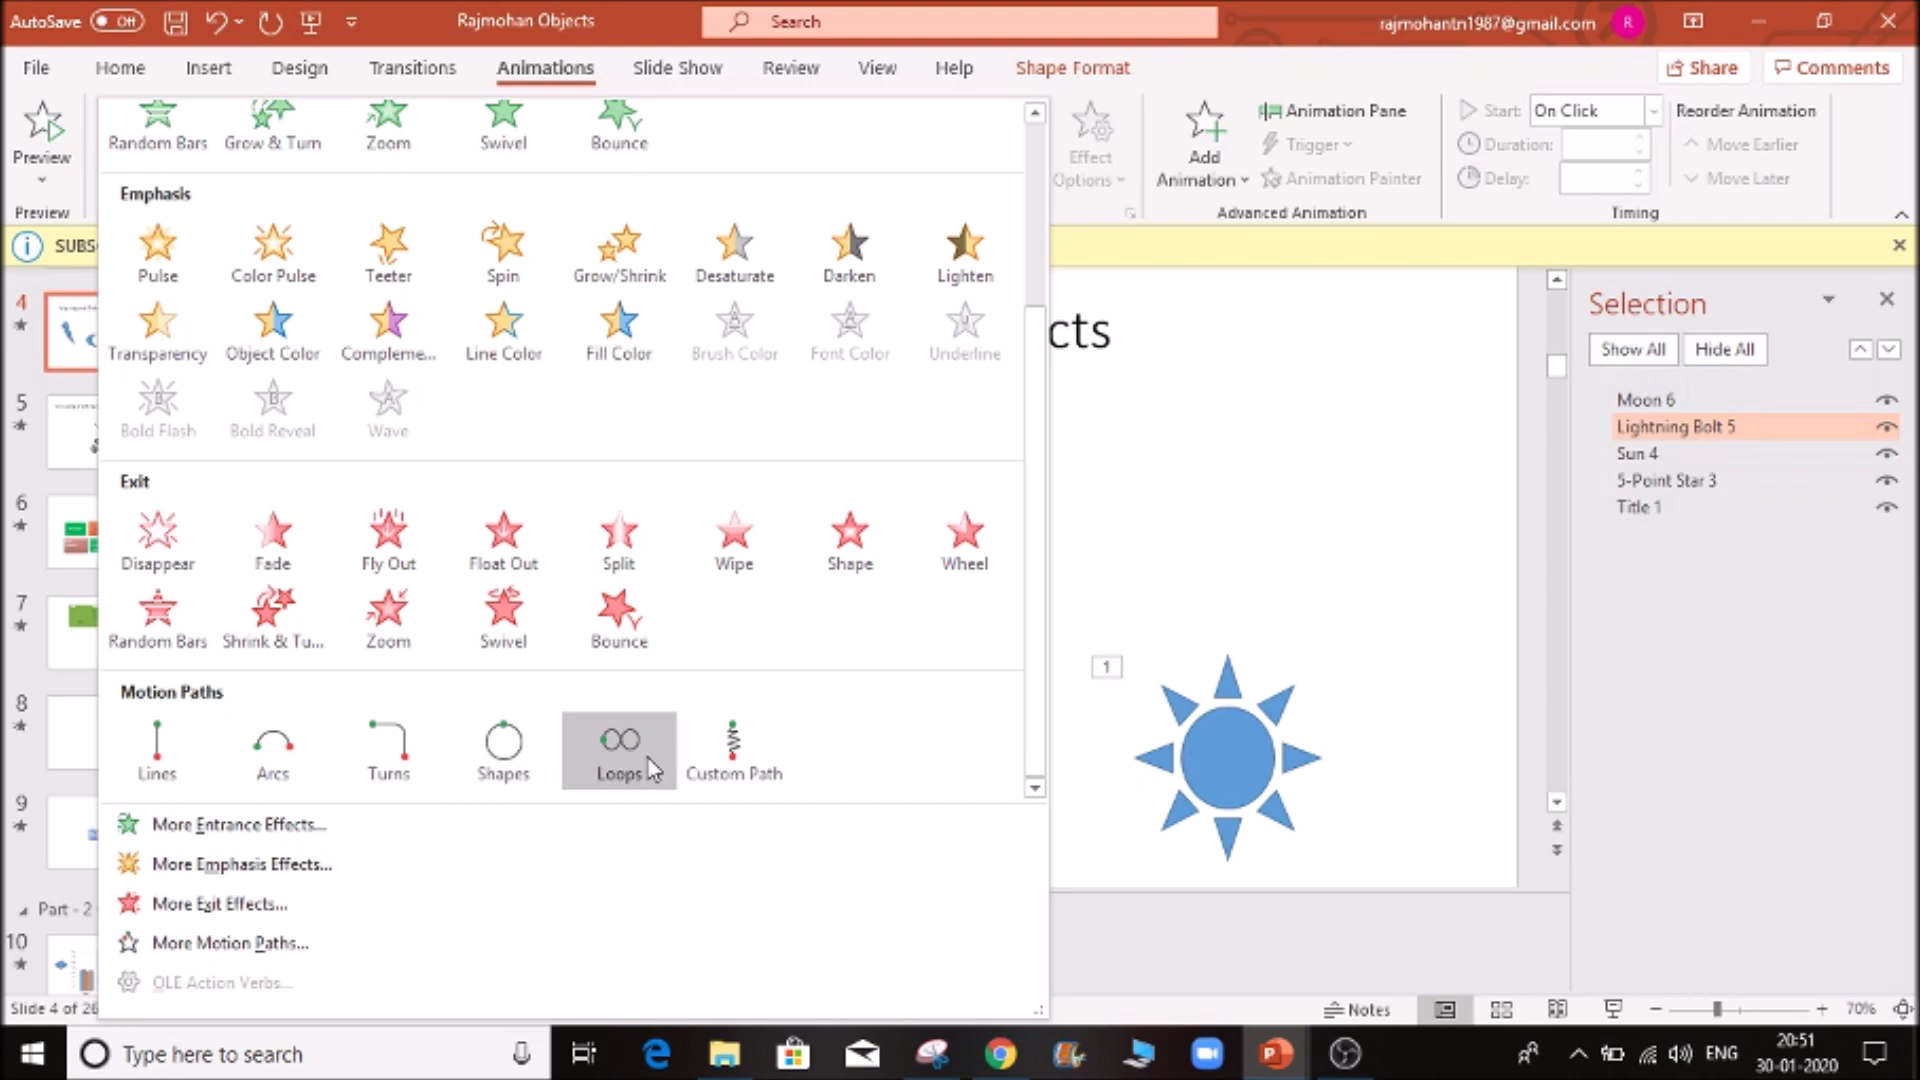 AutoSave Off Rajmohan Objects Search rajmohantn1987@gmail.com R
File Home Insert Design Transitions Animations Slide Show Review View Help Shape Format Share Comments
Preview
Preview
Random Bars Grow & Turn Zoom Swivel Bounce
Effect
Options
Add
Animation
Animation Pane
Trigger
Animation Painter
Advanced Animation
Start: On Click
Duration:
Delay:
Timing
Reorder Animation
Move Earlier
Move Later
SUBS
Emphasis
Pulse Color Pulse Teeter Spin Grow/Shrink Desaturate Darken Lighten
Transparency Object Color Compleme... Line Color Fill Color Brush Color Font Color Underline
Bold Flash Bold Reveal Wave
Exit
Disappear Fade Fly Out Float Out Split Wipe Shape Wheel
Random Bars Shrink & Tu... Zoom Swivel Bounce
Motion Paths
Lines Arcs Turns Shapes Loops Custom Path
More Entrance Effects...
More Emphasis Effects...
More Exit Effects...
More Motion Paths...
OLE Action Verbs...
4
5
6
7
8
9
Part - 2
10
cts
1
Selection
Show All Hide All
Moon 6
Lightning Bolt 5
Sun 4
5-Point Star 3
Title 1
Slide 4 of 26 Notes 70%
Type here to search ENG 20:51
30-01-2020